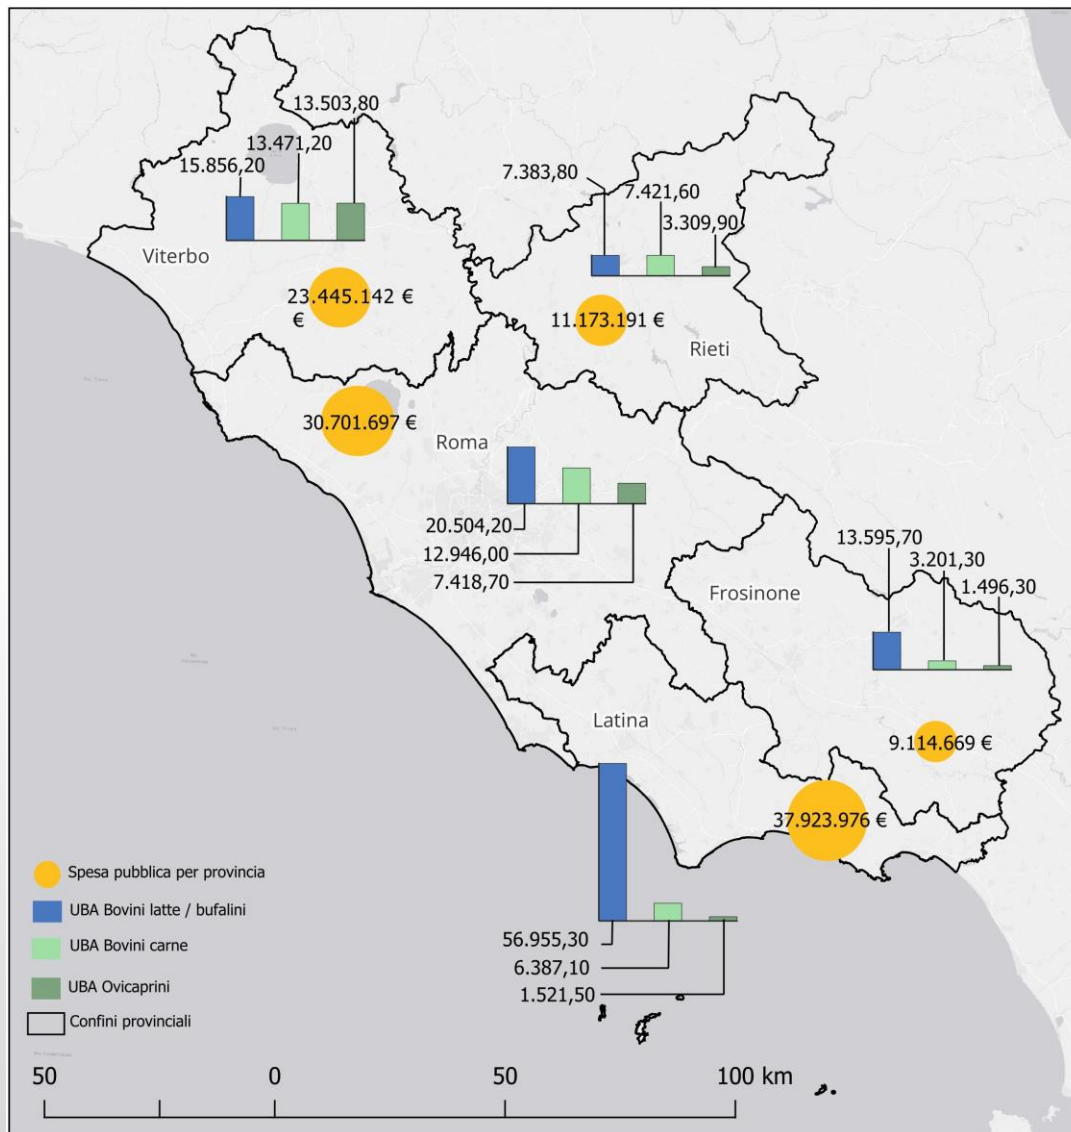 13.503,80
13.471,20
15.856,20
7.383,80
7.421,60
3.309,90
Viterbo
23.445.142 €
€
11.173.191 €
Rieti
30.701.697 €
Roma
20.504,20
12.946,00
7.418,70
13.595,70
3.201,30
1.496,30
Frosinone
Latina
9.114.669 €
37.923.976 €
56.955,30
6.387,10
1.521,50
Spesa pubblica per provincia
UBA Bovini latte / bufalini
UBA Bovini carne
UBA Ovicaprini
Confini provinciali
50 0 50 100 km